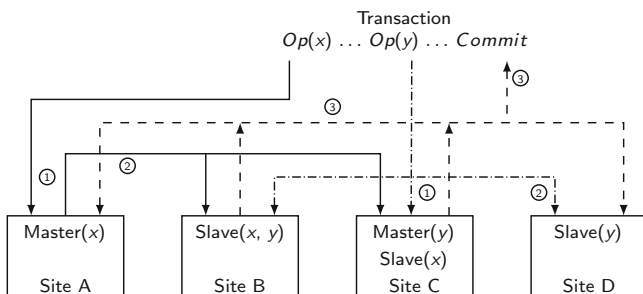 Transaction
Op(x) ... Op(y) ... Commit
③
③
① ②
① ②
Master(x) Slave(x, y) Master(y) Slave(y)
Slave(x)
Site A Site B Site C Site D